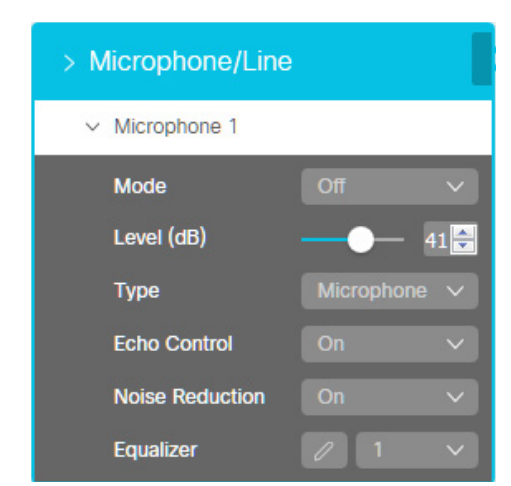 Microphone/Line
Microphone 1
Mode Off
Level (dB) 41
Type Microphone
Echo Control On
Noise Reduction On
Equalizer 1